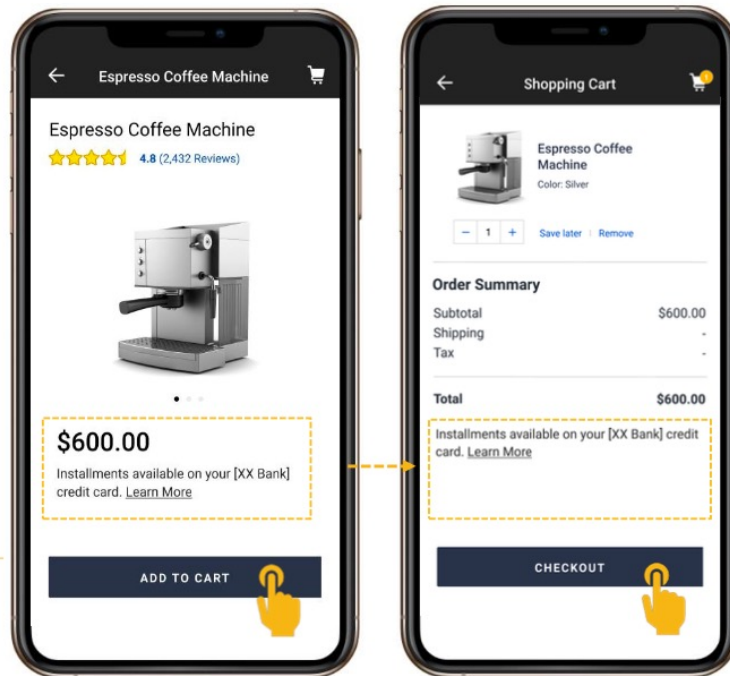 Espresso Coffee Machine
Espresso Coffee Machine
4.8 (2,432 Reviews)
$600.00
Installments available on your [XX Bank]
credit card. Learn More
ADD TO CART
Shopping Cart
1
Espresso Coffee
Machine
Color: Silver
− 1 +
Save later | Remove
Order Summary
Subtotal $600.00
Shipping -
Tax -
Total $600.00
Installments available on your [XX Bank] credit
card. Learn More
CHECKOUT